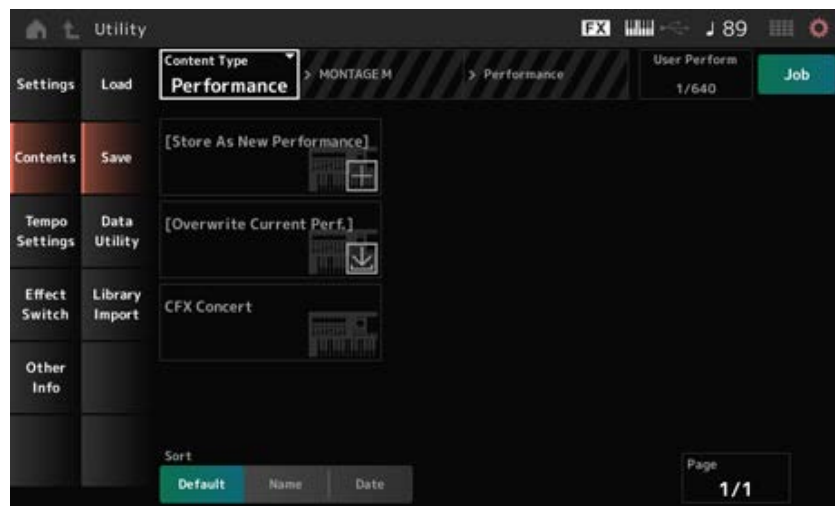 Utility
FX
♩ 89
Settings
Load
Content Type
Performance
> MONTAGE M
> Performance
User Perform
1/640
Job
Contents
Save
[Store As New Performance]
Tempo
Settings
Data
Utility
[Overwrite Current Perf.]
Effect
Switch
Library
Import
CFX Concert
Other
Info
Sort
Default
Name
Date
Page
1/1